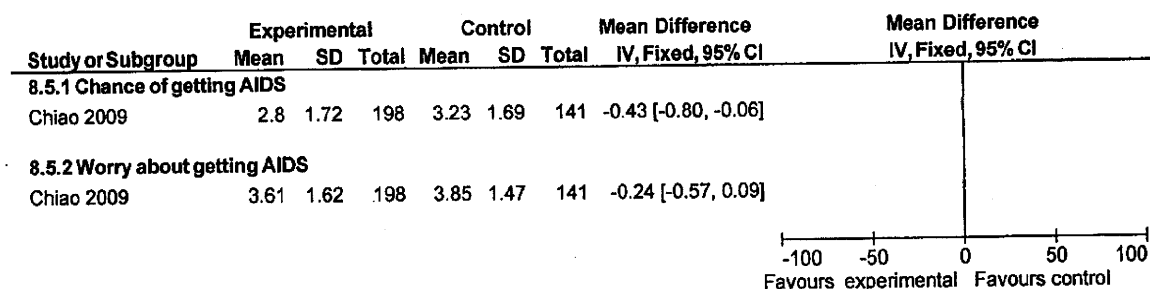 Experimental Control Mean Difference Mean Difference
Study or Subgroup Mean SD Total Mean SD Total IV, Fixed, 95% CI IV, Fixed, 95% CI
8.5.1 Chance of getting AIDS
Chiao 2009 2.8 1.72 198 3.23 1.69 141 -0.43 [-0.80, -0.06]
8.5.2 Worry about getting AIDS
Chiao 2009 3.61 1.62 198 3.85 1.47 141 -0.24 [-0.57, 0.09]
-100 -50 0 50 100
Favours experimental Favours control